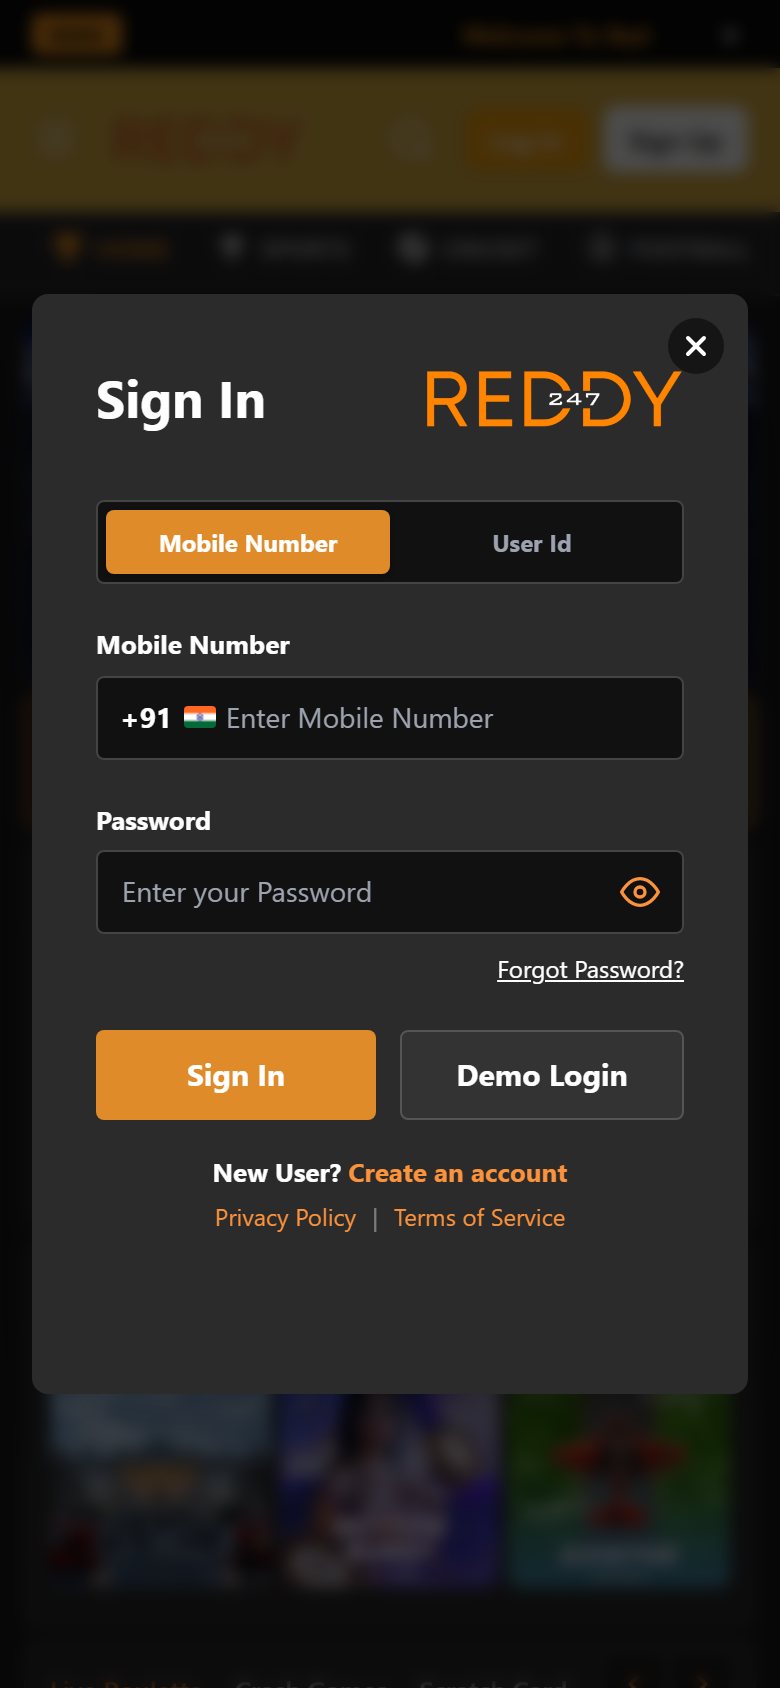 REDDY
Sign In
REDDY
247
Mobile Number
User Id
Mobile Number
+91 Enter Mobile Number
Password
Enter your Password
Forgot Password?
Sign In
Demo Login
New User? Create an account
Privacy Policy | Terms of Service